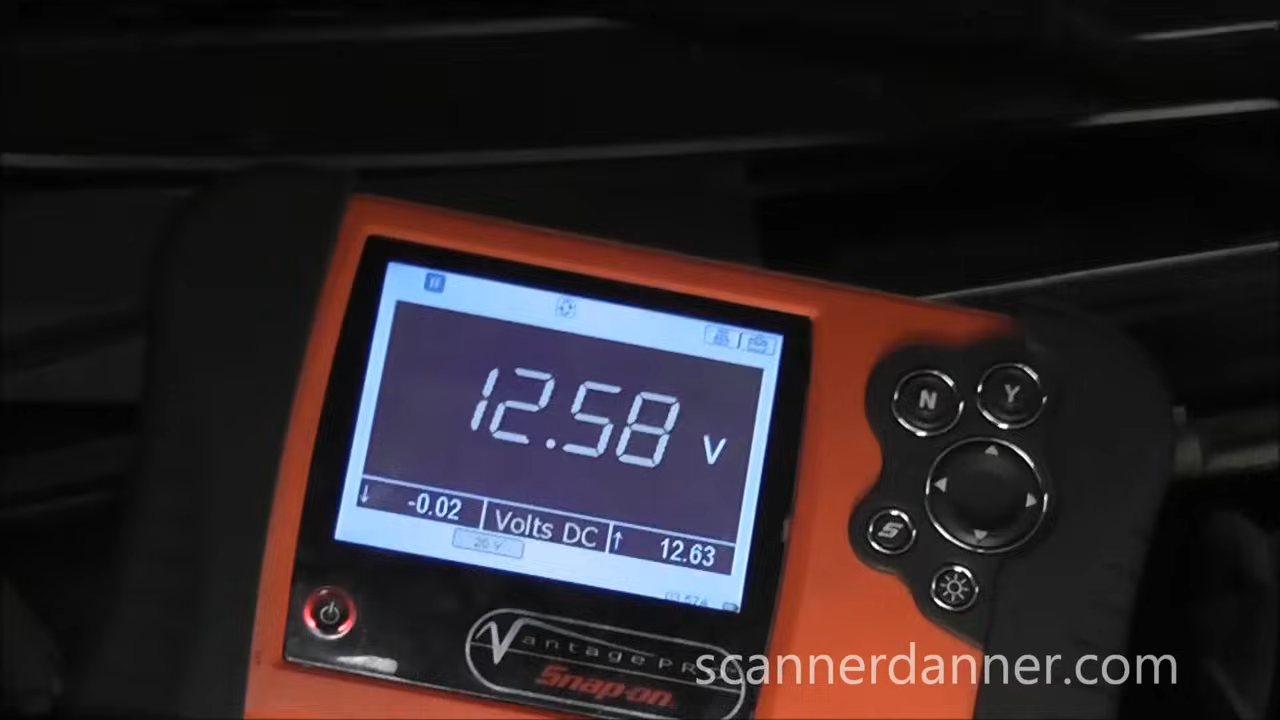 12.58 V
-0.02 Volts DC 12.63
20 V
N Y
S
Vantage PRO
Snap-on
scannerdanner.com